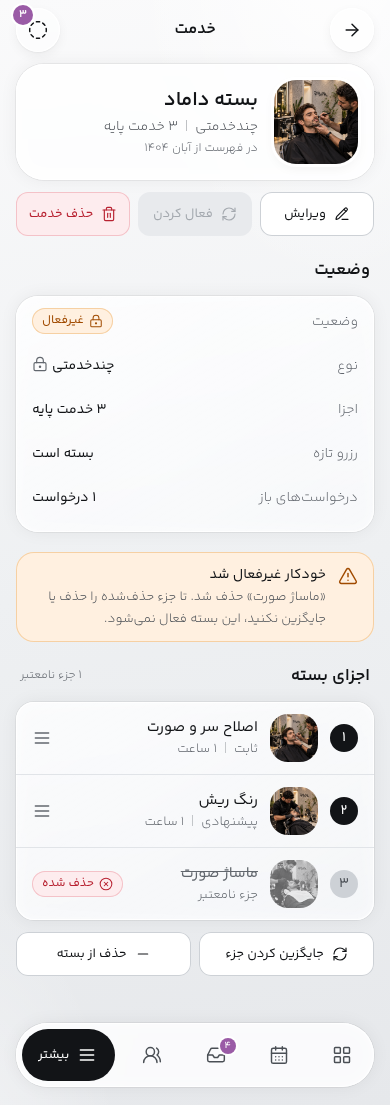 خدمت
۳
بسته داماد
چندخدمتی | ۳ خدمت پایه
در فهرست از آبان ۱۴۰۴
ویرایش
فعال کردن
حذف خدمت
وضعیت
وضعیت
غیرفعال
نوع
چندخدمتی
اجزا
۳ خدمت پایه
رزرو تازه
بسته است
درخواست‌های باز
۱ درخواست
خودکار غیرفعال شد
«ماساژ صورت» حذف شد. تا جزء حذف‌شده را حذف یا
جایگزین نکنید، این بسته فعال نمی‌شود.
اجزای بسته
۱ جزء نامعتبر
۱
اصلاح سر و صورت
ثابت | ۱ ساعت
۲
رنگ ریش
پیشنهادی | ۱ ساعت
۳
ماساژ صورت
جزء نامعتبر
حذف شده
جایگزین کردن جزء
حذف از بسته
۴
بیشتر